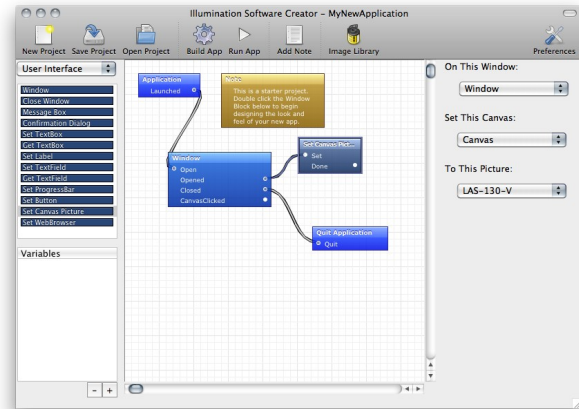 Illumination Software Creator – MyNewApplication
New Project
Save Project
Open Project
Build App
Run App
Add Note
Image Library
Preferences
User Interface
Window
Close Window
Message Box
Confirmation Dialog
Set TextBox
Get TextBox
Set Label
Set TextField
Get TextField
Set ProgressBar
Set Button
Set Canvas Picture
Set WebBrowser
Variables
- +
Application
Launched
Note
This is a starter project.
Double click the Window
Block below to begin
designing the look and
feel of your new app.
Window
Open
Opened
Closed
CanvasClicked
Set Canvas Pict...
Set
Done
Quit Application
Quit
On This Window:
Window
Set This Canvas:
Canvas
To This Picture:
LAS-130-V